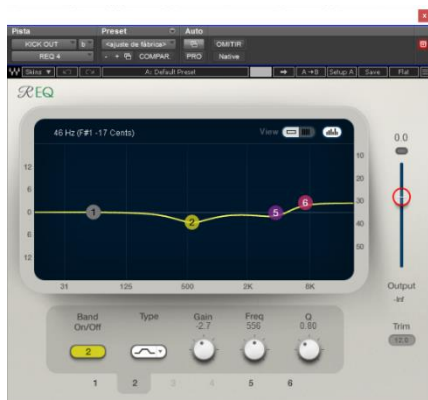 Pista Preset Auto
KICK OUT b <ajuste de fábrica> OMITIR
REQ 4 - + COMPAR. PRO Native
Skins A: Default Preset A→B Setup A Save Flat
REQ
46 Hz (F#1 -17 Cents) View
0.0
12 6 0 6 12
10 20 30 40 50
1 2 5 6
31 125 500 2K 6K
Output
-Inf
Trim
12.0
Band On/Off Type Gain Freq Q
-2.7 556 0.80
2
1 2 3 4 5 6